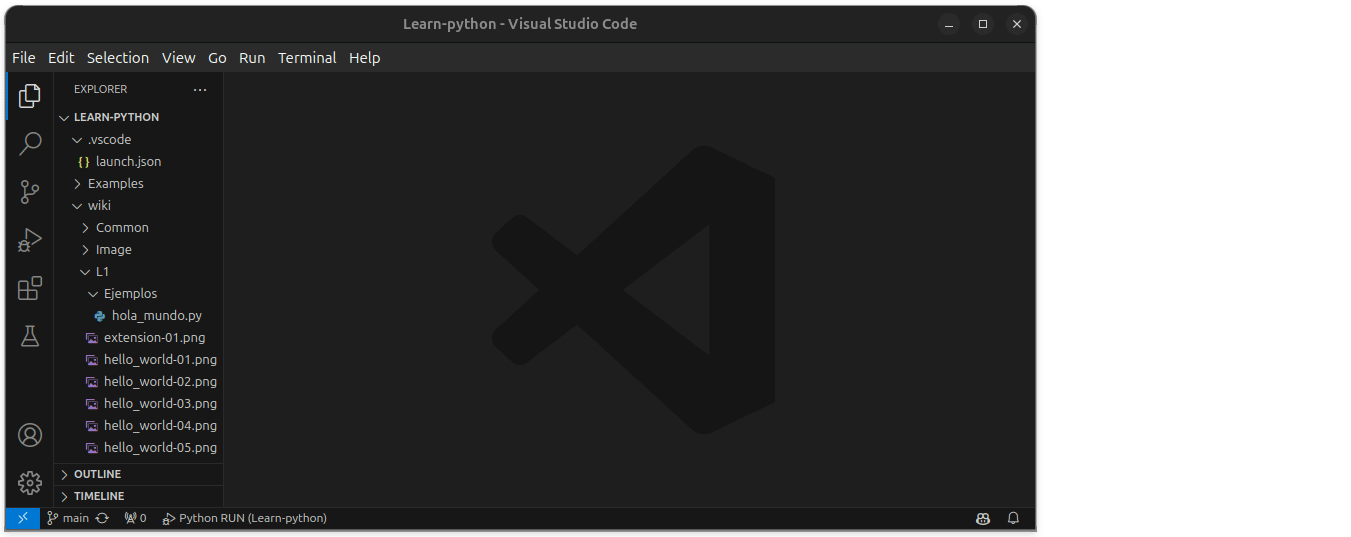 Learn-python - Visual Studio Code
File Edit Selection View Go Run Terminal Help
EXPLORER
LEARN-PYTHON
.vscode
launch.json
Examples
wiki
Common
Image
L1
Ejemplos
hola_mundo.py
extension-01.png
hello_world-01.png
hello_world-02.png
hello_world-03.png
hello_world-04.png
hello_world-05.png
OUTLINE
TIMELINE
main 0 Python RUN (Learn-python)